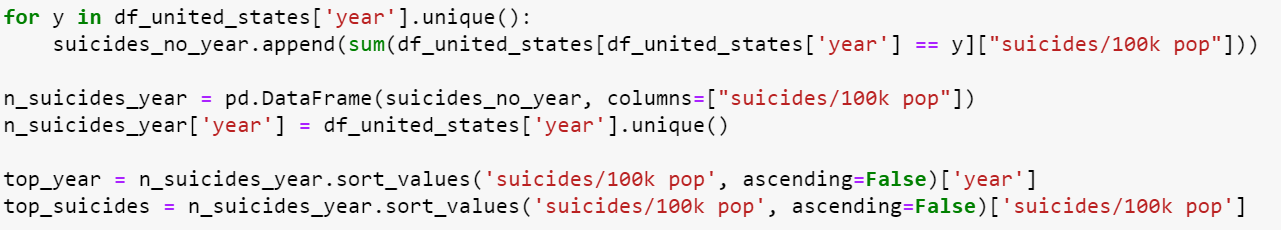 for y in df_united_states['year'].unique():
    suicides_no_year.append(sum(df_united_states[df_united_states['year'] == y]["suicides/100k pop"]))

n_suicides_year = pd.DataFrame(suicides_no_year, columns=["suicides/100k pop"])
n_suicides_year['year'] = df_united_states['year'].unique()

top_year = n_suicides_year.sort_values('suicides/100k pop', ascending=False)['year']
top_suicides = n_suicides_year.sort_values('suicides/100k pop', ascending=False)['suicides/100k pop']